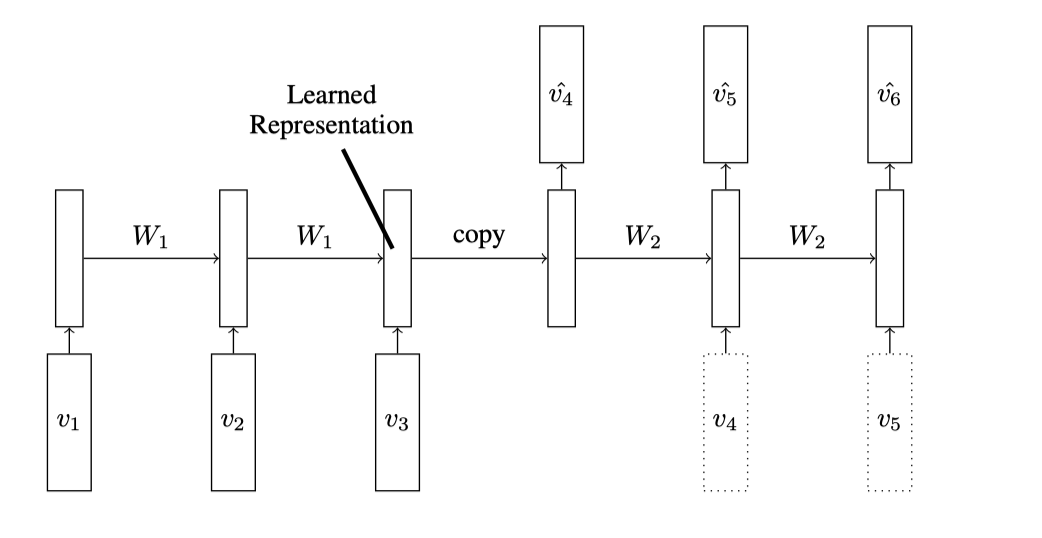 v̂₄
v̂₅
v̂₆
Learned
Representation
W₁
W₁
copy
W₂
W₂
v₁
v₂
v₃
v₄
v₅